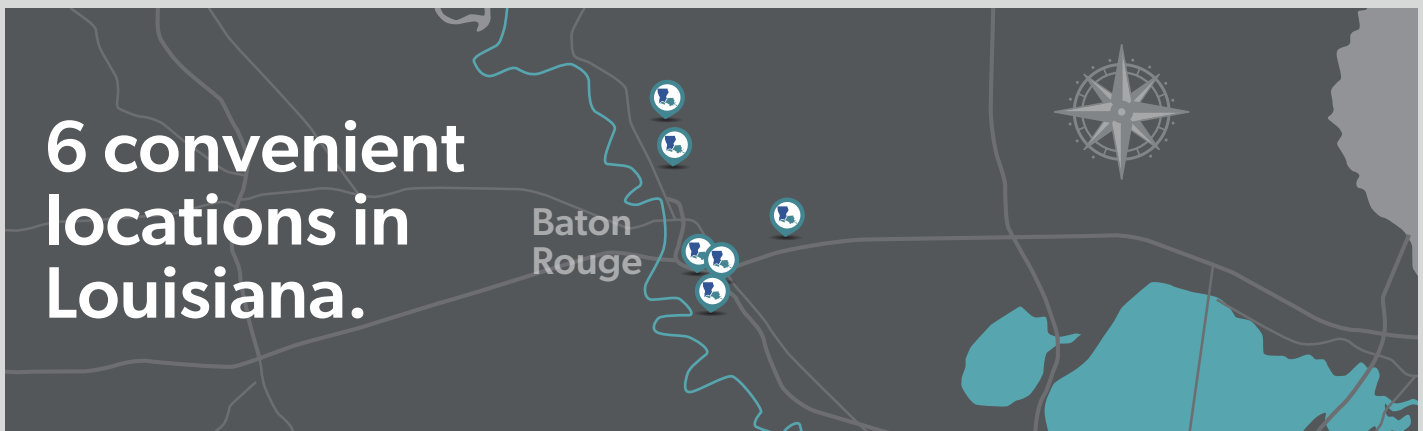 6 convenient
locations in
Louisiana.
Baton
Rouge